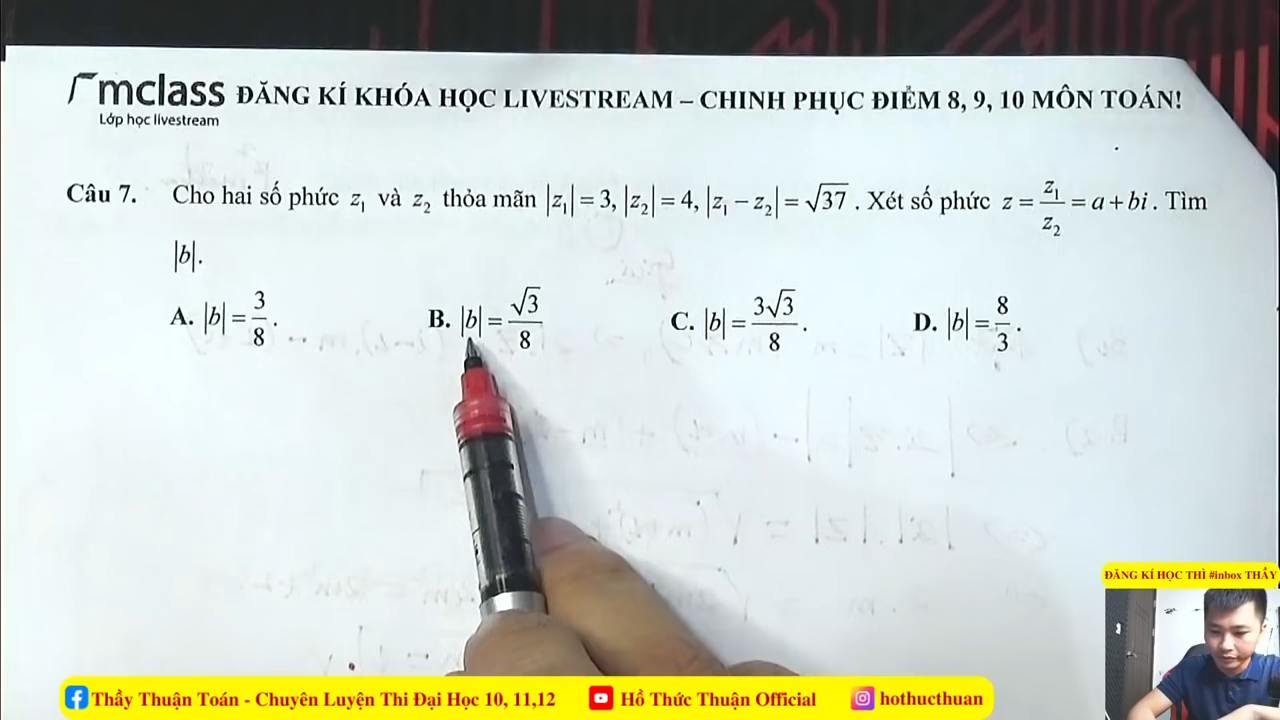 mclass ĐĂNG KÍ KHÓA HỌC LIVESTREAM – CHINH PHỤC ĐIỂM 8, 9, 10 MÔN TOÁN!
Lớp học livestream
Câu 7. Cho hai số phức z₁ và z₂ thỏa mãn |z₁| = 3, |z₂| = 4, |z₁ − z₂| = √37 . Xét số phức z = z₁/z₂ = a + bi . Tìm
|b|.
A. |b| = 3/8 . B. |b| = √3/8 C. |b| = 3√3/8 . D. |b| = 8/3 .
ĐĂNG KÍ HỌC THÌ #inbox THẦY
Thầy Thuận Toán - Chuyên Luyện Thi Đại Học 10, 11,12 Hồ Thức Thuận Official hothucthuan